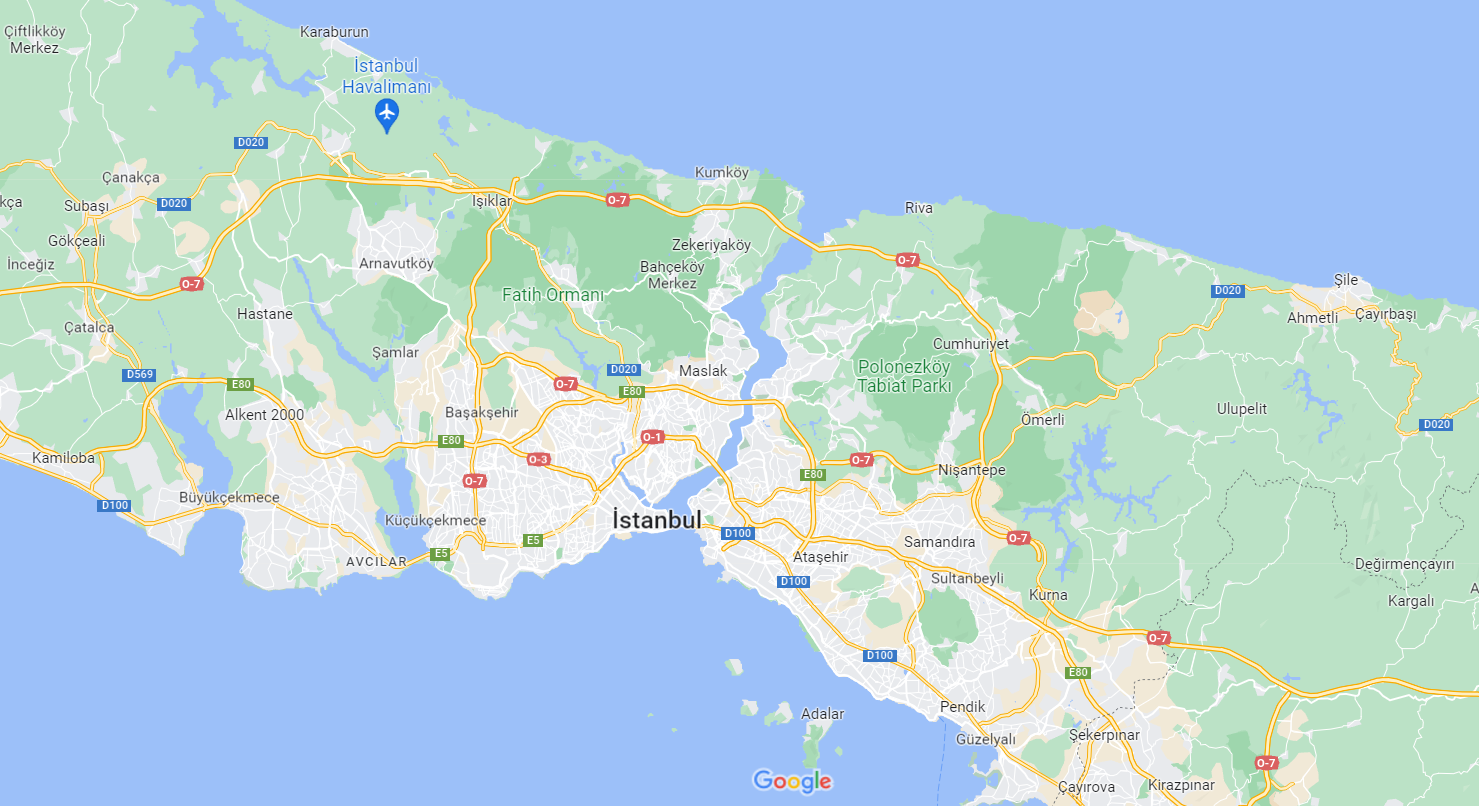 Karaburun
Çiftlikköy
Merkez
İstanbul
Havalimanı
D020
Kumköy
Çanakça
D020
Subaşı
kça
Işıklar
O-7
Riva
Gökçeali
Zekeriyaköy
İnceğiz
Arnavutköy
Bahçeköy
Merkez
O-7
O-7
Şile
D020
Fatih Ormanı
Hastane
Ahmetli
Çayırbaşı
Çatalca
Şamlar
Cumhuriyet
D569
E80
O-7
D020
E80
Maslak
Polonezköy
Tabiat Parkı
Alkent 2000
Başakşehir
Ulupelit
Ömerli
D020
E80
O-1
Kamiloba
O-3
O-7
E80
O-7
Nişantepe
Büyükçekmece
D100
Küçükçekmece
İstanbul
D100
E5
E5
AVCILAR
Ataşehir
Samandıra
O-7
D100
Sultanbeyli
Değirmençayırı
Kurna
Kargalı
A
O-7
D100
E80
Pendik
Adalar
Güzelyalı
Şekerpınar
O-7
Google
Çayırova
Kirazpınar